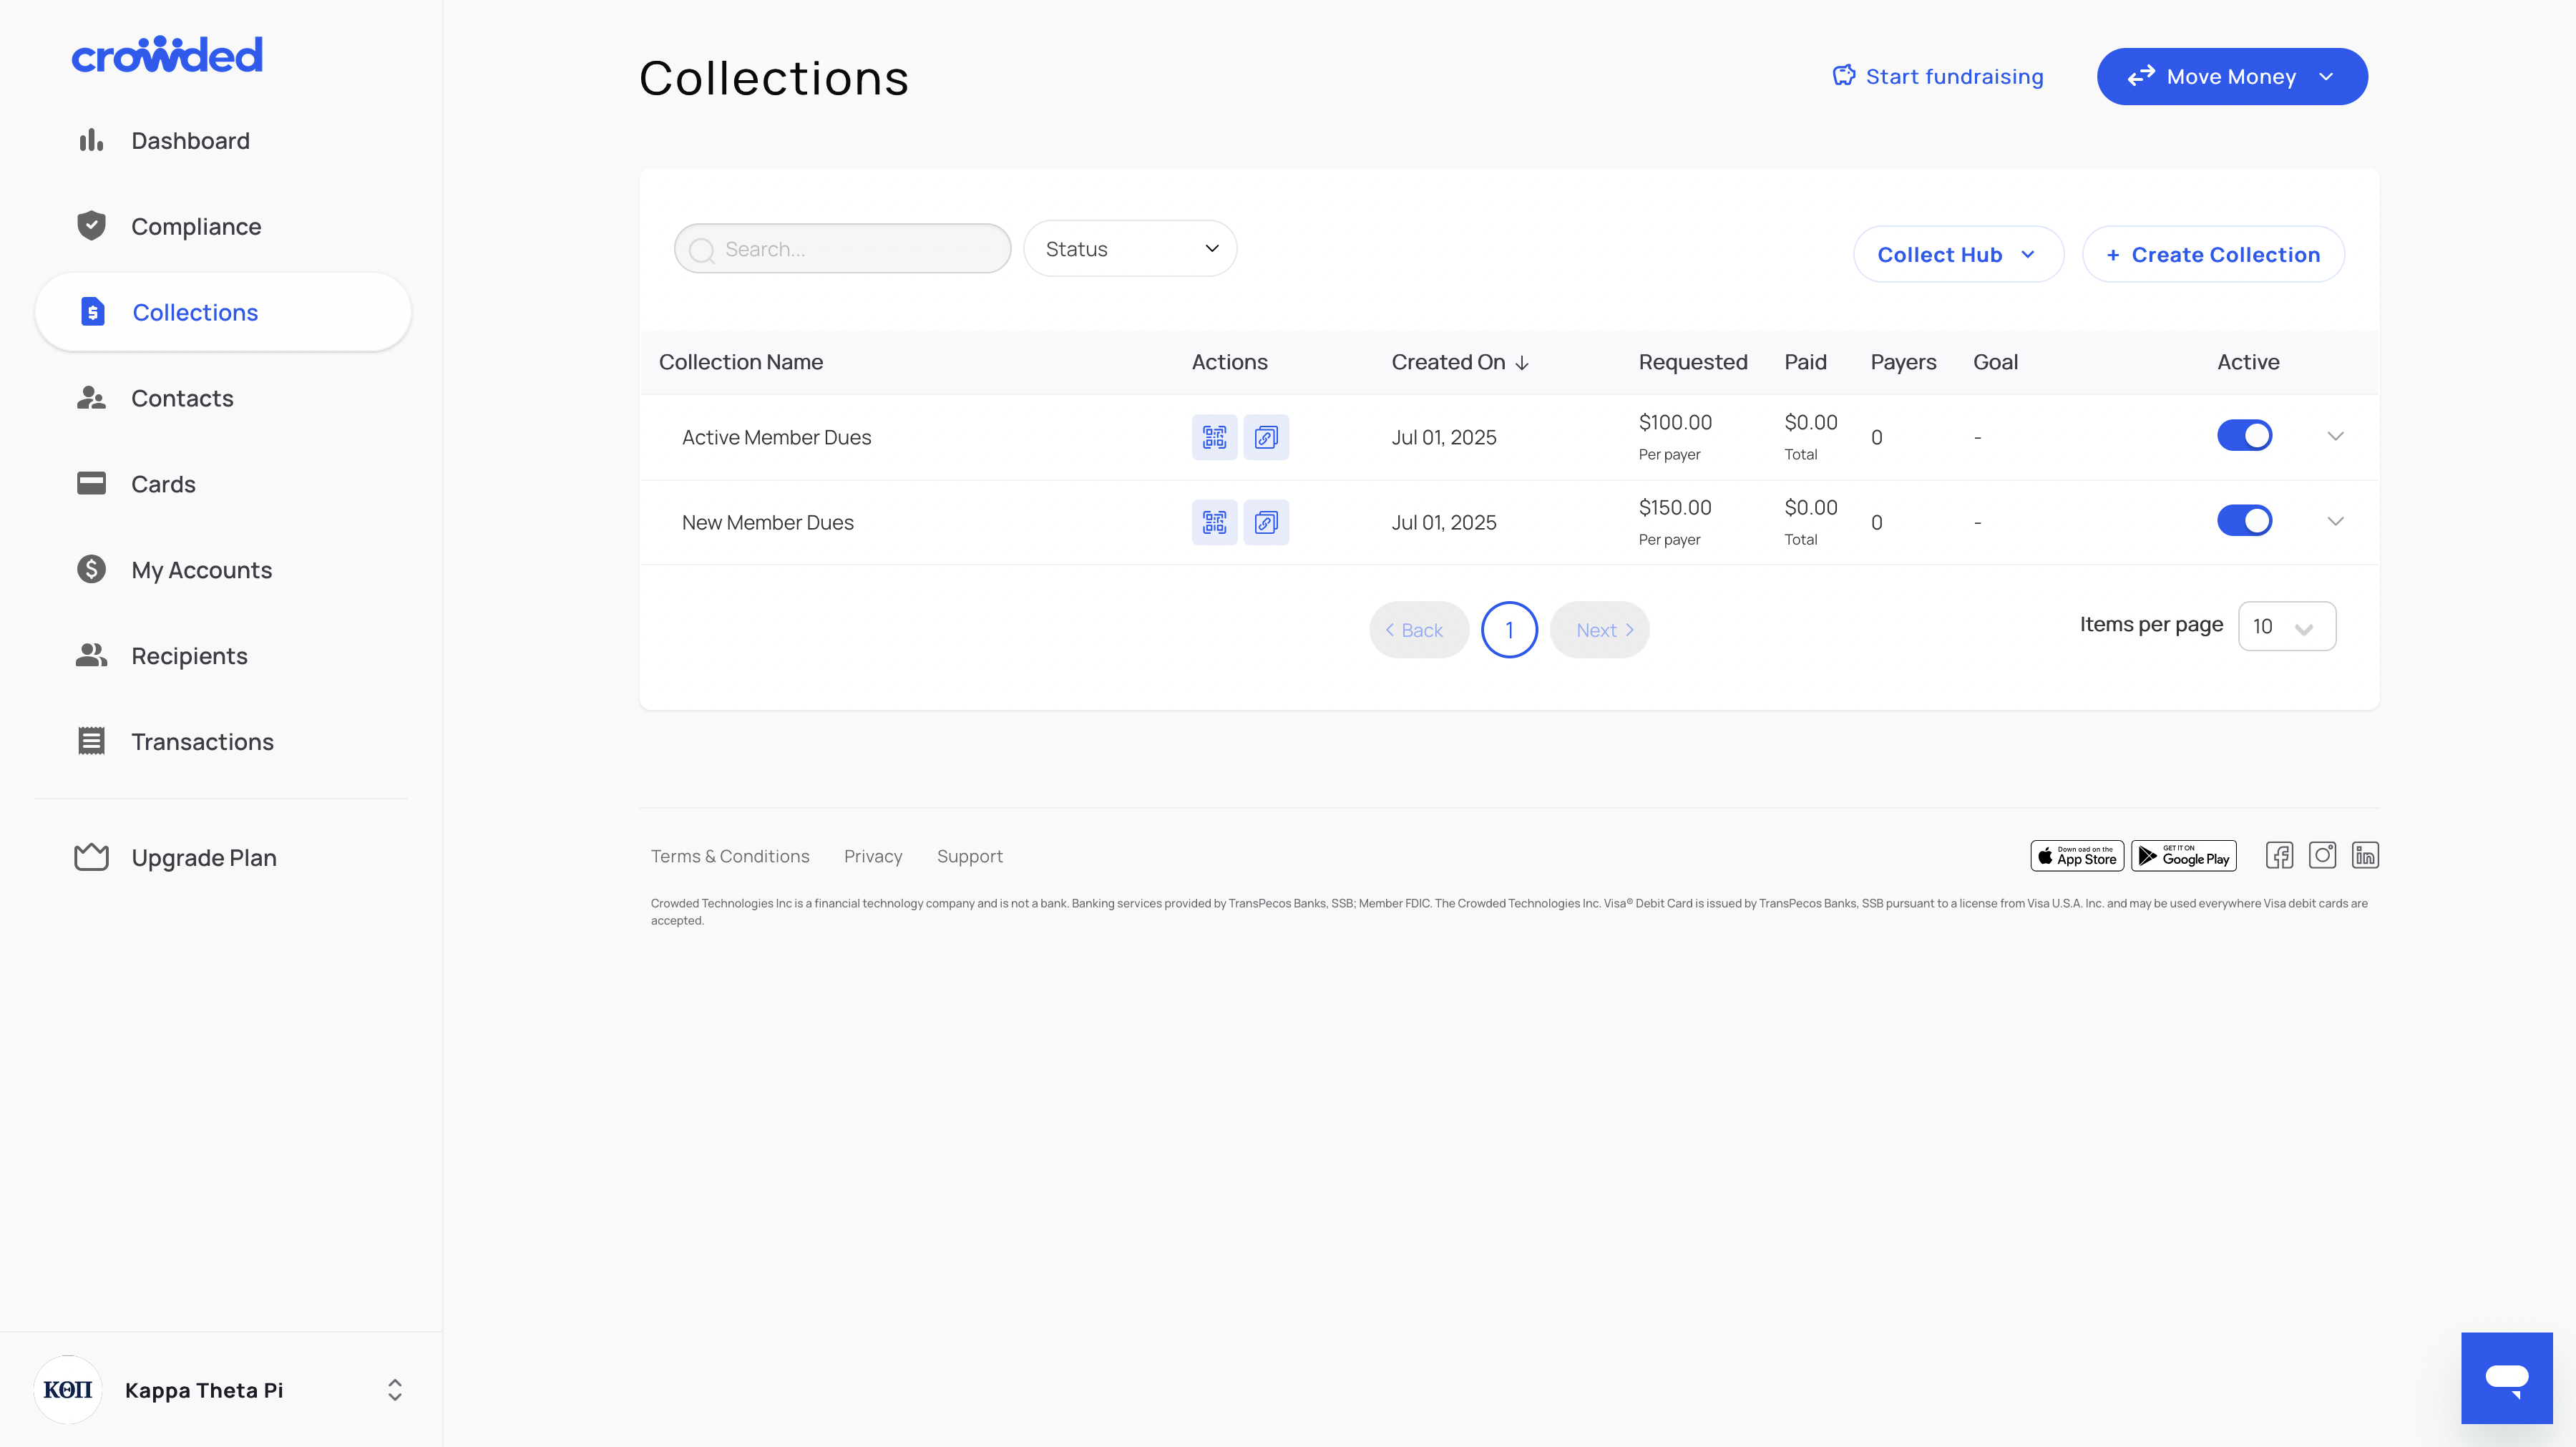 crowded
Dashboard
Compliance
Collections
Contacts
Cards
My Accounts
Recipients
Transactions
Upgrade Plan
KΘΠ
Kappa Theta Pi
Collections
Start fundraising
Move Money
Search...
Status
Collect Hub
+ Create Collection
Collection Name Actions Created On Requested Paid Payers Goal Active
Active Member Dues Jul 01, 2025 $100.00 $0.00 0 -
Per payer Total
New Member Dues Jul 01, 2025 $150.00 $0.00 0 -
Per payer Total
Back 1 Next
Items per page 10
Terms & Conditions Privacy Support
Down oad on the
App Store
GET IT ON
Google Play
Crowded Technologies Inc is a financial technology company and is not a bank. Banking services provided by TransPecos Banks, SSB; Member FDIC. The Crowded Technologies Inc. Visa® Debit Card is issued by TransPecos Banks, SSB pursuant to a license from Visa U.S.A. Inc. and may be used everywhere Visa debit cards are
accepted.